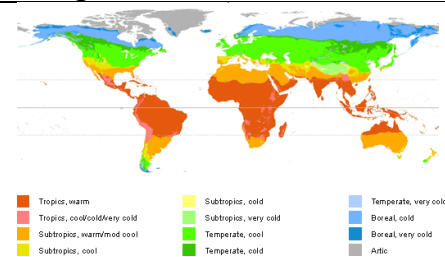 Tropics, warm
Tropics, cool/cold/very cold
Subtropics, warm/mod cool
Subtropics, cool
Subtropics, cold
Subtropics, very cold
Temperate, cool
Temperate, cold
Temperate, very cold
Boreal, cold
Boreal, very cold
Artic